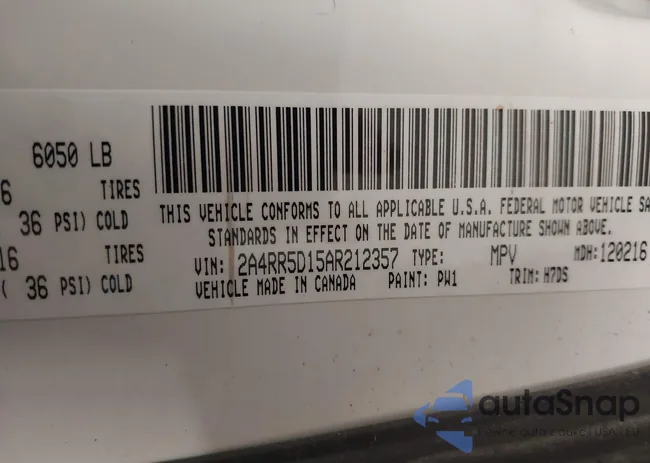 6050 LB
6 TIRES
36 PSI) COLD
16 TIRES
( 36 PSI) COLD
THIS VEHICLE CONFORMS TO ALL APPLICABLE U.S.A. FEDERAL MOTOR VEHICLE SA
STANDARDS IN EFFECT ON THE DATE OF MANUFACTURE SHOWN ABOVE.
VIN: 2A4RR5D15AR212357 TYPE: MPV MDH: 120216
VEHICLE MADE IN CANADA PAINT: PW1 TRIM: H7DS
autoSnap